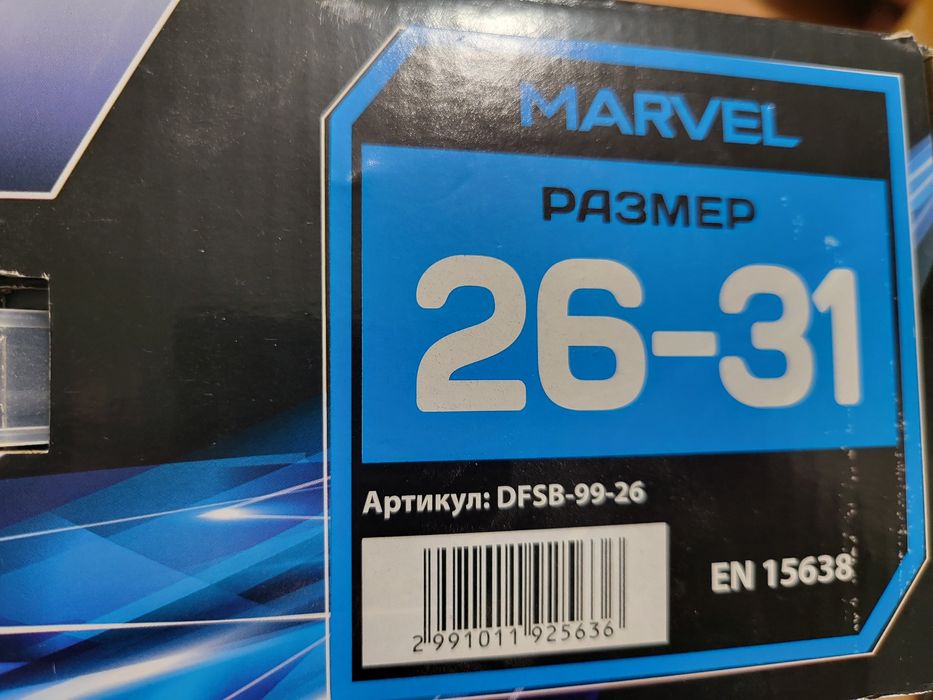 MARVEL
РАЗМЕР
26-31
Артикул: DFSB-99-26
EN 15638
2 991011 925636